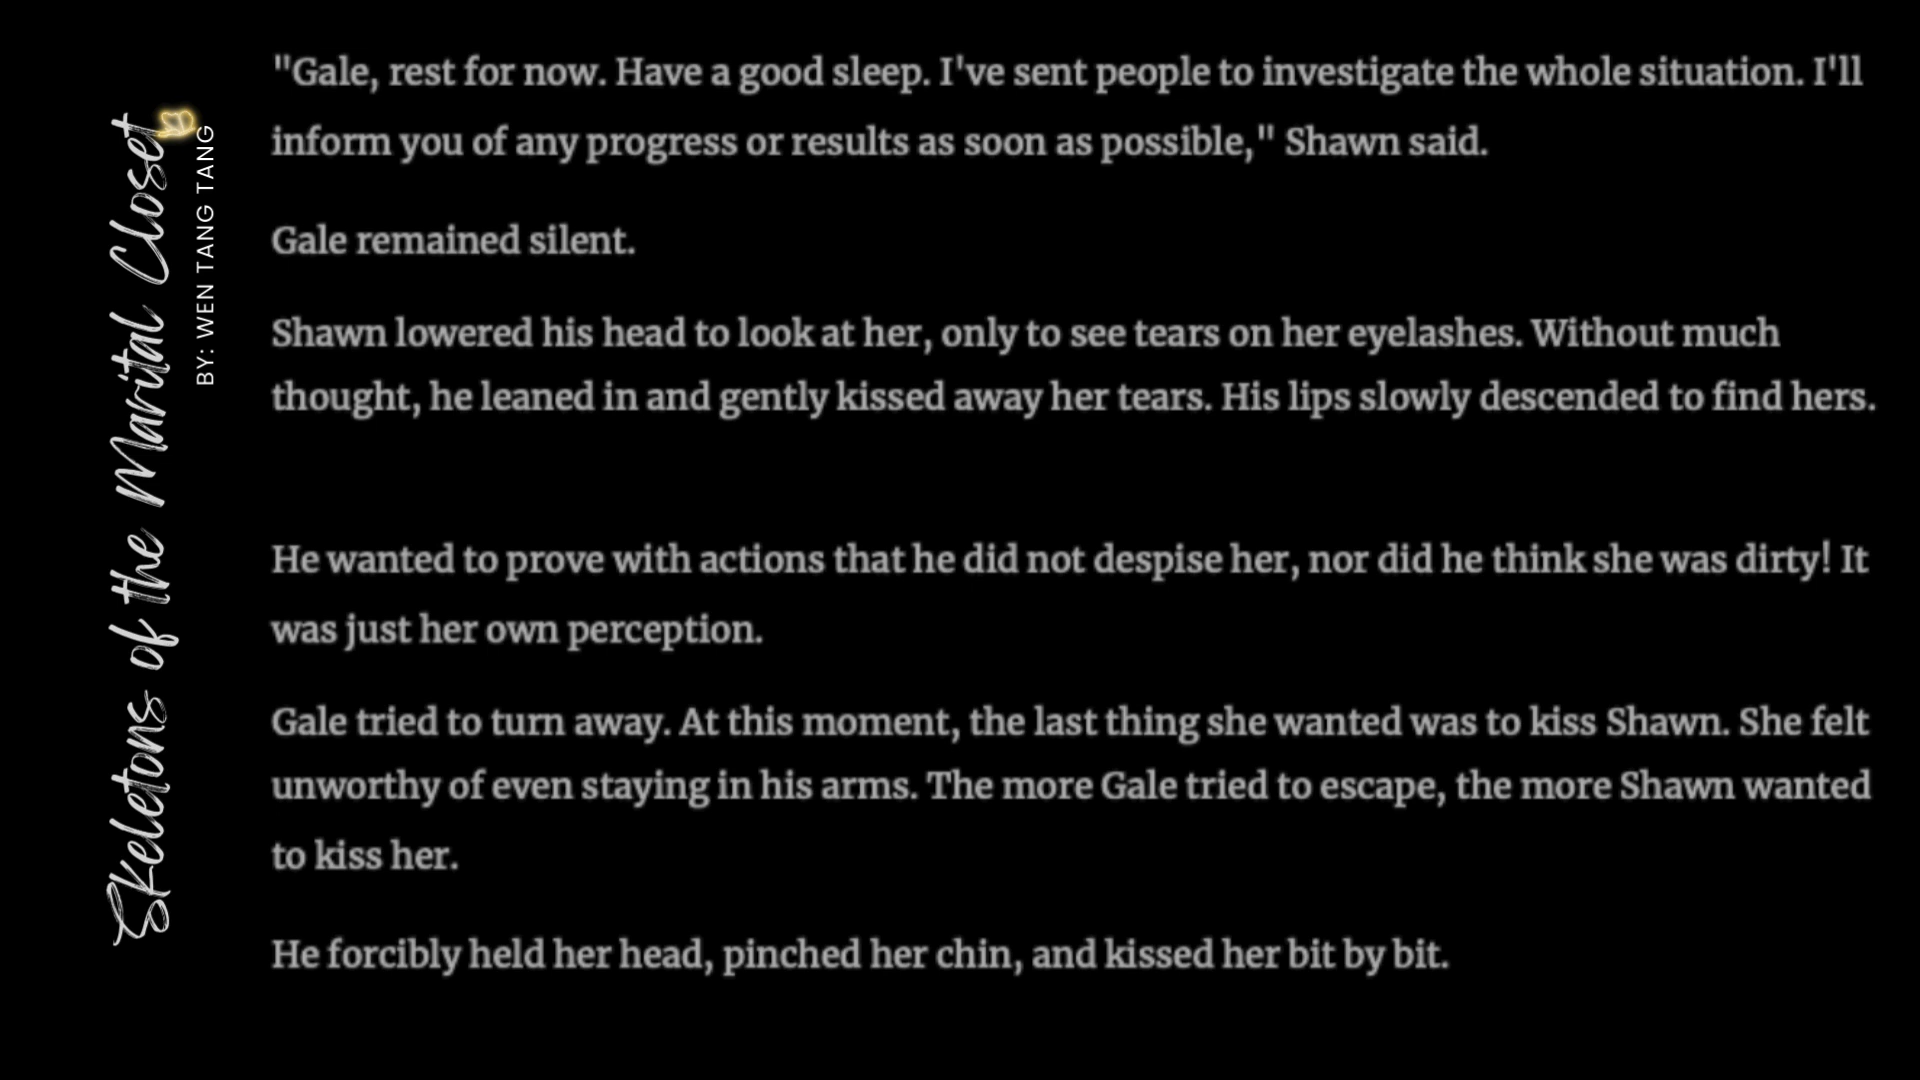 Skeletons of the Marital Closet
BY: WEN TANG TANG
"Gale, rest for now. Have a good sleep. I've sent people to investigate the whole situation. I'll
inform you of any progress or results as soon as possible," Shawn said.
Gale remained silent.
Shawn lowered his head to look at her, only to see tears on her eyelashes. Without much
thought, he leaned in and gently kissed away her tears. His lips slowly descended to find hers.
He wanted to prove with actions that he did not despise her, nor did he think she was dirty! It
was just her own perception.
Gale tried to turn away. At this moment, the last thing she wanted was to kiss Shawn. She felt
unworthy of even staying in his arms. The more Gale tried to escape, the more Shawn wanted
to kiss her.
He forcibly held her head, pinched her chin, and kissed her bit by bit.